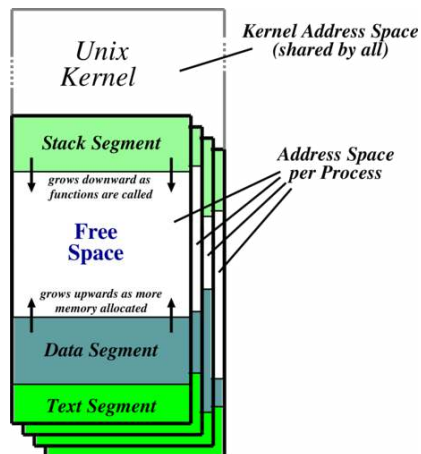 Unix
Kernel
Kernel Address Space
(shared by all)
Stack Segment
grows downward as
functions are called
Address Space
per Process
Free
Space
grows upwards as more
memory allocated
Data Segment
Text Segment